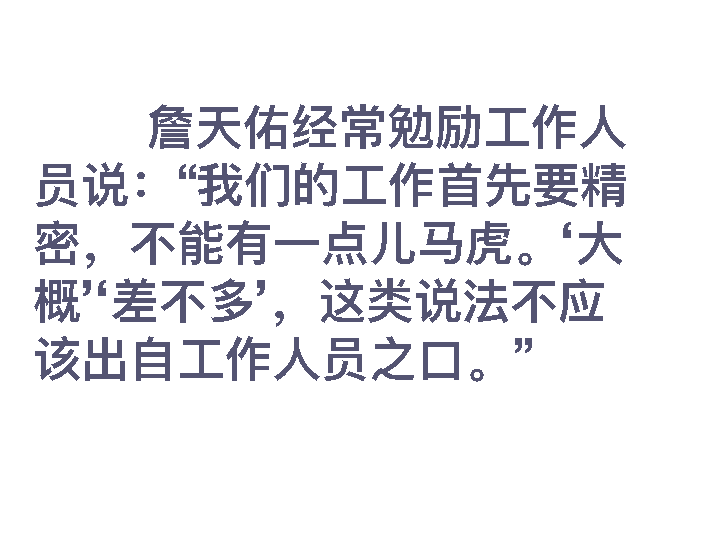 詹天佑经常勉励工作人
员说：“我们的工作首先要精
密，不能有一点儿马虎。‘大
概’‘差不多’，这类说法不应
该出自工作人员之口。”